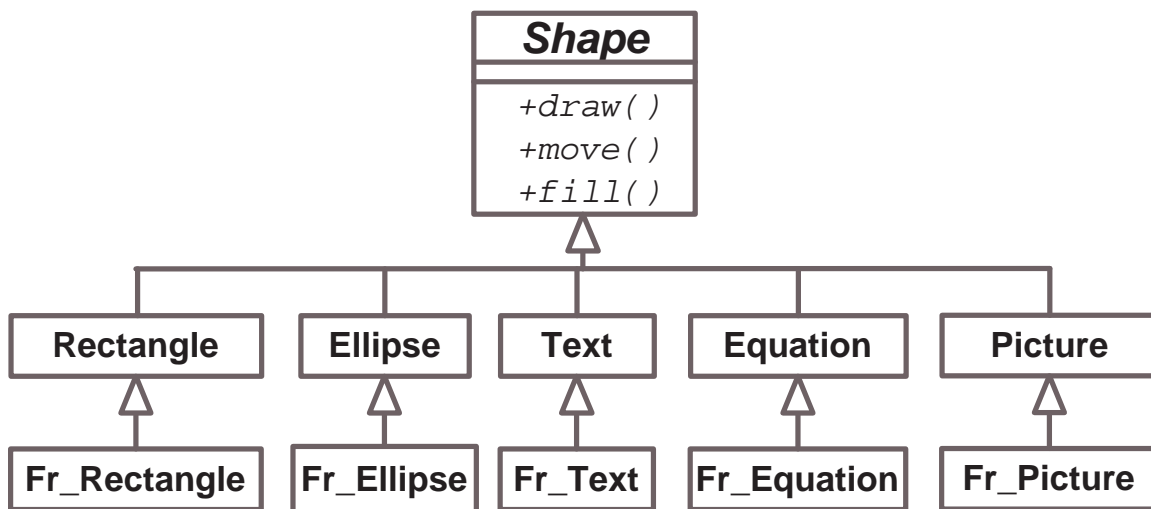 Shape
+draw()
+move()
+fill()
Rectangle Ellipse Text Equation Picture
Fr_Rectangle Fr_Ellipse Fr_Text Fr_Equation Fr_Picture